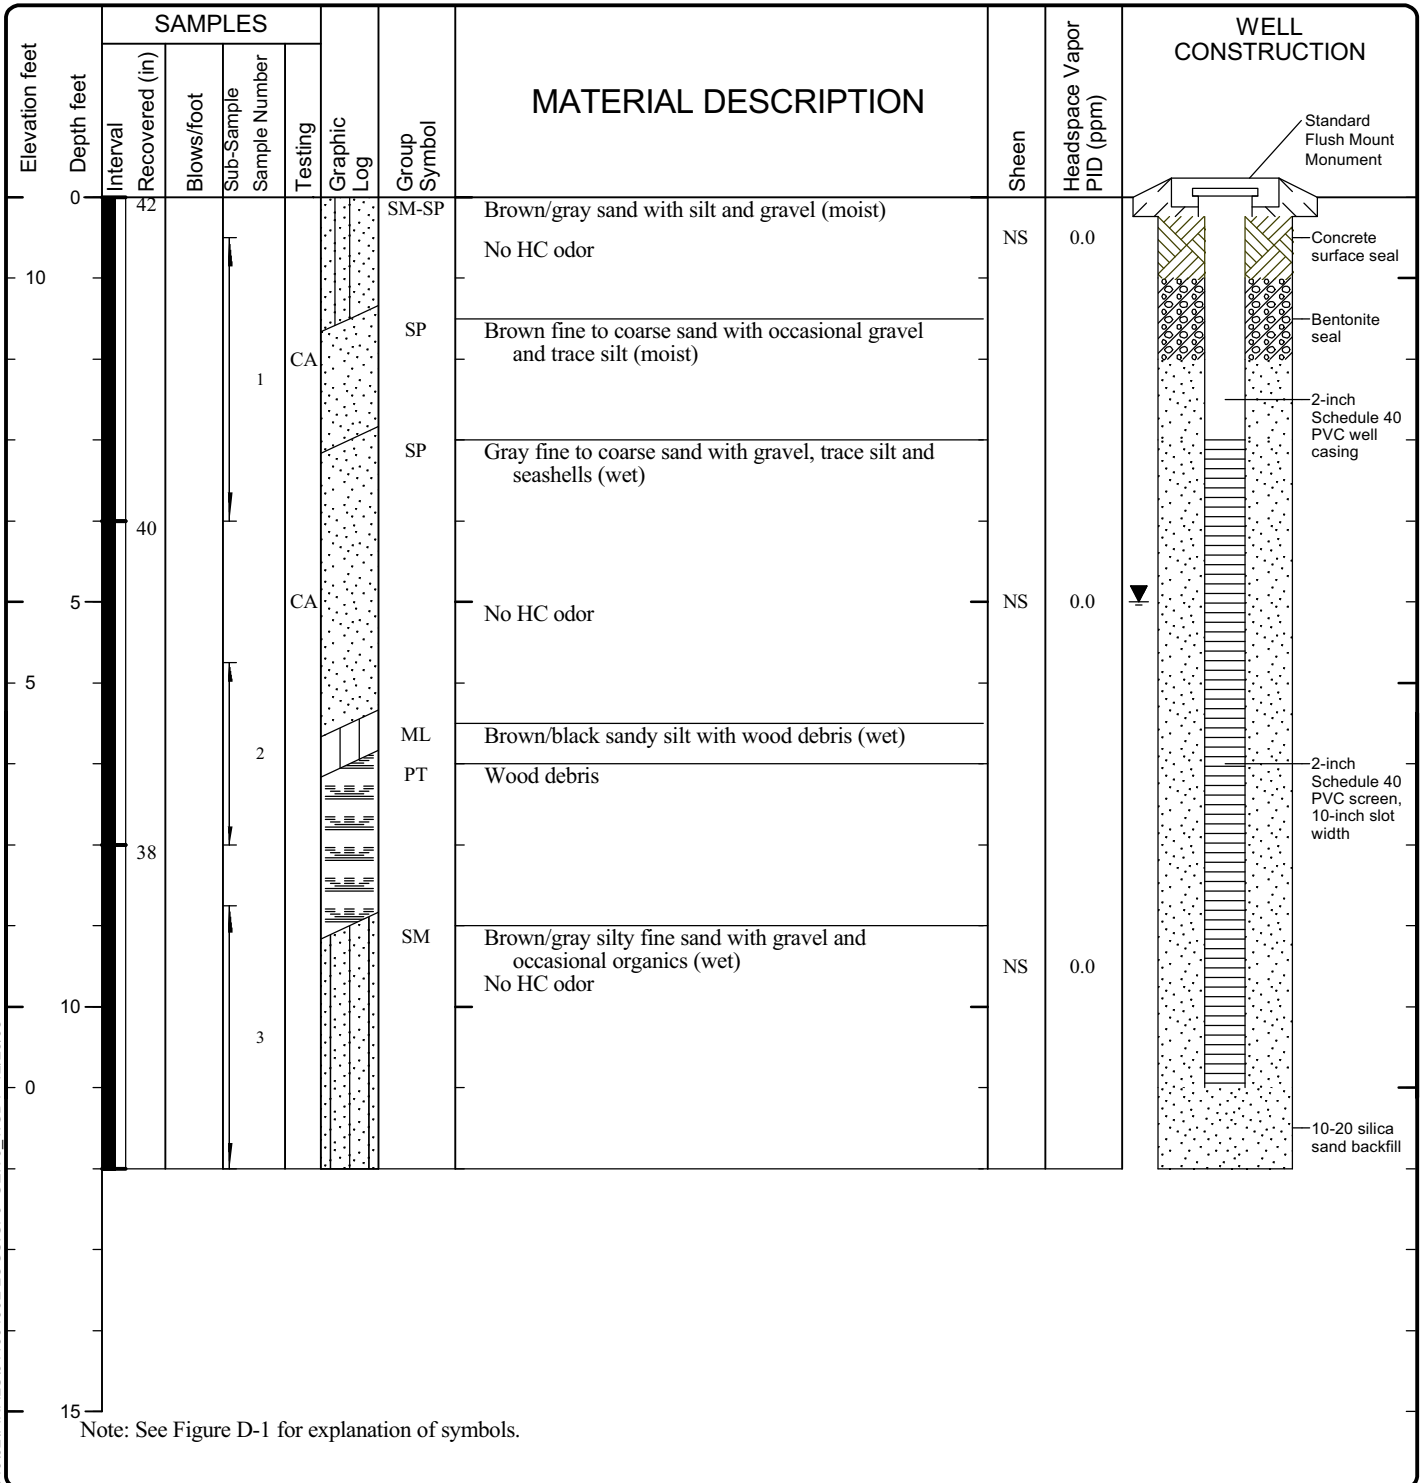 SAMPLES
Elevation feet
Depth feet
Interval
Recovered (in)
Blows/foot
Sub-Sample
Sample Number
Testing
Graphic
Log
Group
Symbol
MATERIAL DESCRIPTION
Sheen
Headspace Vapor
PID (ppm)
WELL
CONSTRUCTION
Standard
Flush Mount
Monument
0
42
SM-SP
Brown/gray sand with silt and gravel (moist)
No HC odor
NS
0.0
Concrete
surface seal
10
SP
Brown fine to coarse sand with occasional gravel
and trace silt (moist)
Bentonite
seal
CA
1
2-inch
Schedule 40
PVC well
casing
SP
Gray fine to coarse sand with gravel, trace silt and
seashells (wet)
40
5
CA
No HC odor
NS
0.0
5
ML
Brown/black sandy silt with wood debris (wet)
2
PT
Wood debris
2-inch
Schedule 40
PVC screen,
10-inch slot
width
38
SM
Brown/gray silty fine sand with gravel and
occasional organics (wet)
No HC odor
NS
0.0
10
3
0
10-20 silica
sand backfill
15
Note: See Figure D-1 for explanation of symbols.